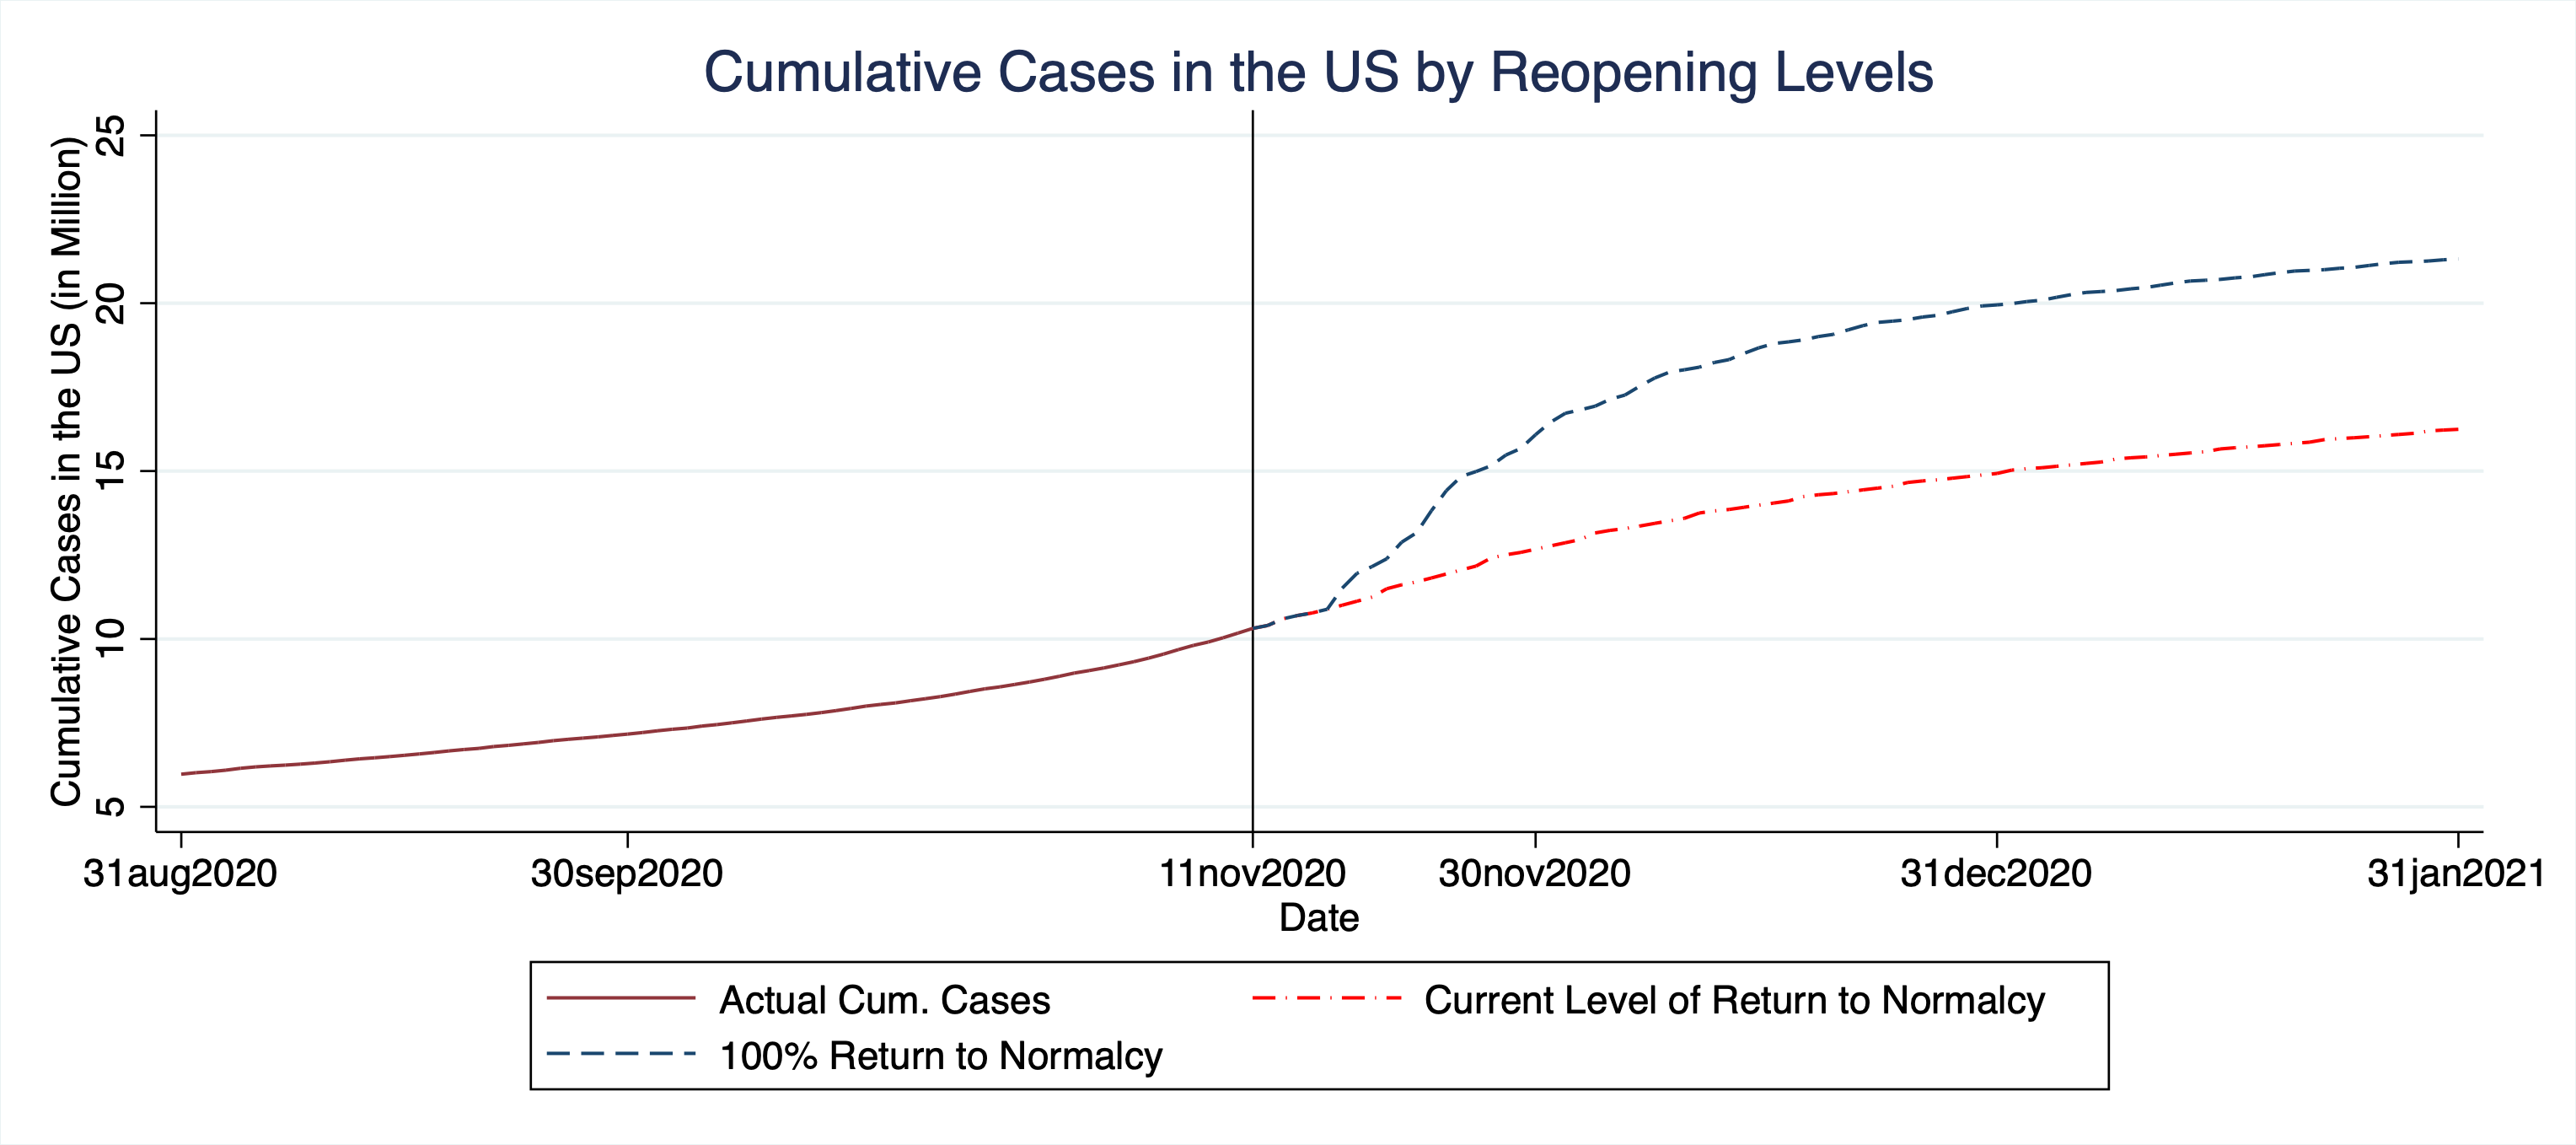 Cumulative Cases in the US by Reopening Levels
Cumulative Cases in the US (in Million)
25
20
15
10
5
31aug2020 30sep2020 11nov2020 30nov2020 31dec2020 31jan2021
Date
Actual Cum. Cases Current Level of Return to Normalcy
100% Return to Normalcy